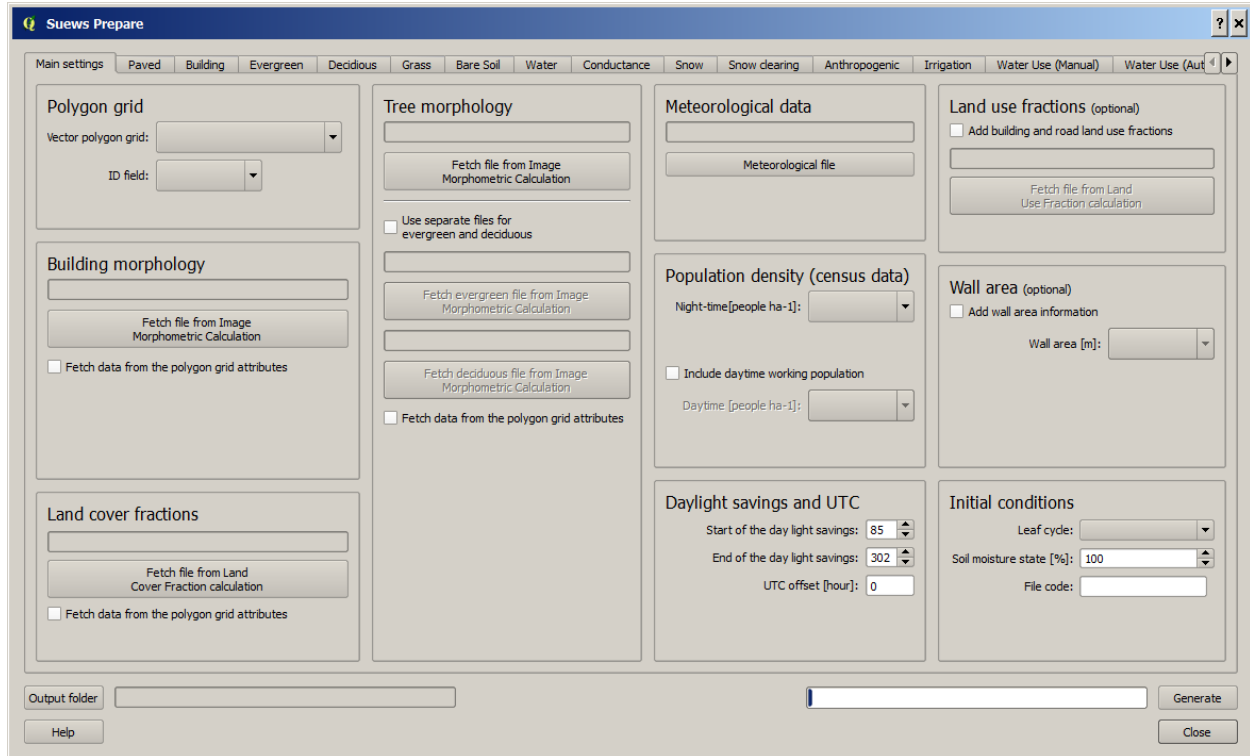 Suews Prepare
? ×
Main settings Paved Building Evergreen Decidious Grass Bare Soil Water Conductance Snow Snow clearing Anthropogenic Irrigation Water Use (Manual) Water Use (Aut
Polygon grid
Vector polygon grid:
ID field:
Building morphology
Fetch file from Image
Morphometric Calculation
Fetch data from the polygon grid attributes
Land cover fractions
Fetch file from Land
Cover Fraction calculation
Fetch data from the polygon grid attributes
Tree morphology
Fetch file from Image
Morphometric Calculation
Use separate files for
evergreen and deciduous
Fetch evergreen file from Image
Morphometric Calculation
Fetch deciduous file from Image
Morphometric Calculation
Fetch data from the polygon grid attributes
Meteorological data
Meteorological file
Population density (census data)
Night-time[people ha-1]:
Include daytime working population
Daytime [people ha-1]:
Daylight savings and UTC
Start of the day light savings: 85
End of the day light savings: 302
UTC offset [hour]: 0
Land use fractions (optional)
Add building and road land use fractions
Fetch file from Land
Use Fraction calculation
Wall area (optional)
Add wall area information
Wall area [m]:
Initial conditions
Leaf cycle:
Soil moisture state [%]: 100
File code:
Output folder
Generate
Help
Close